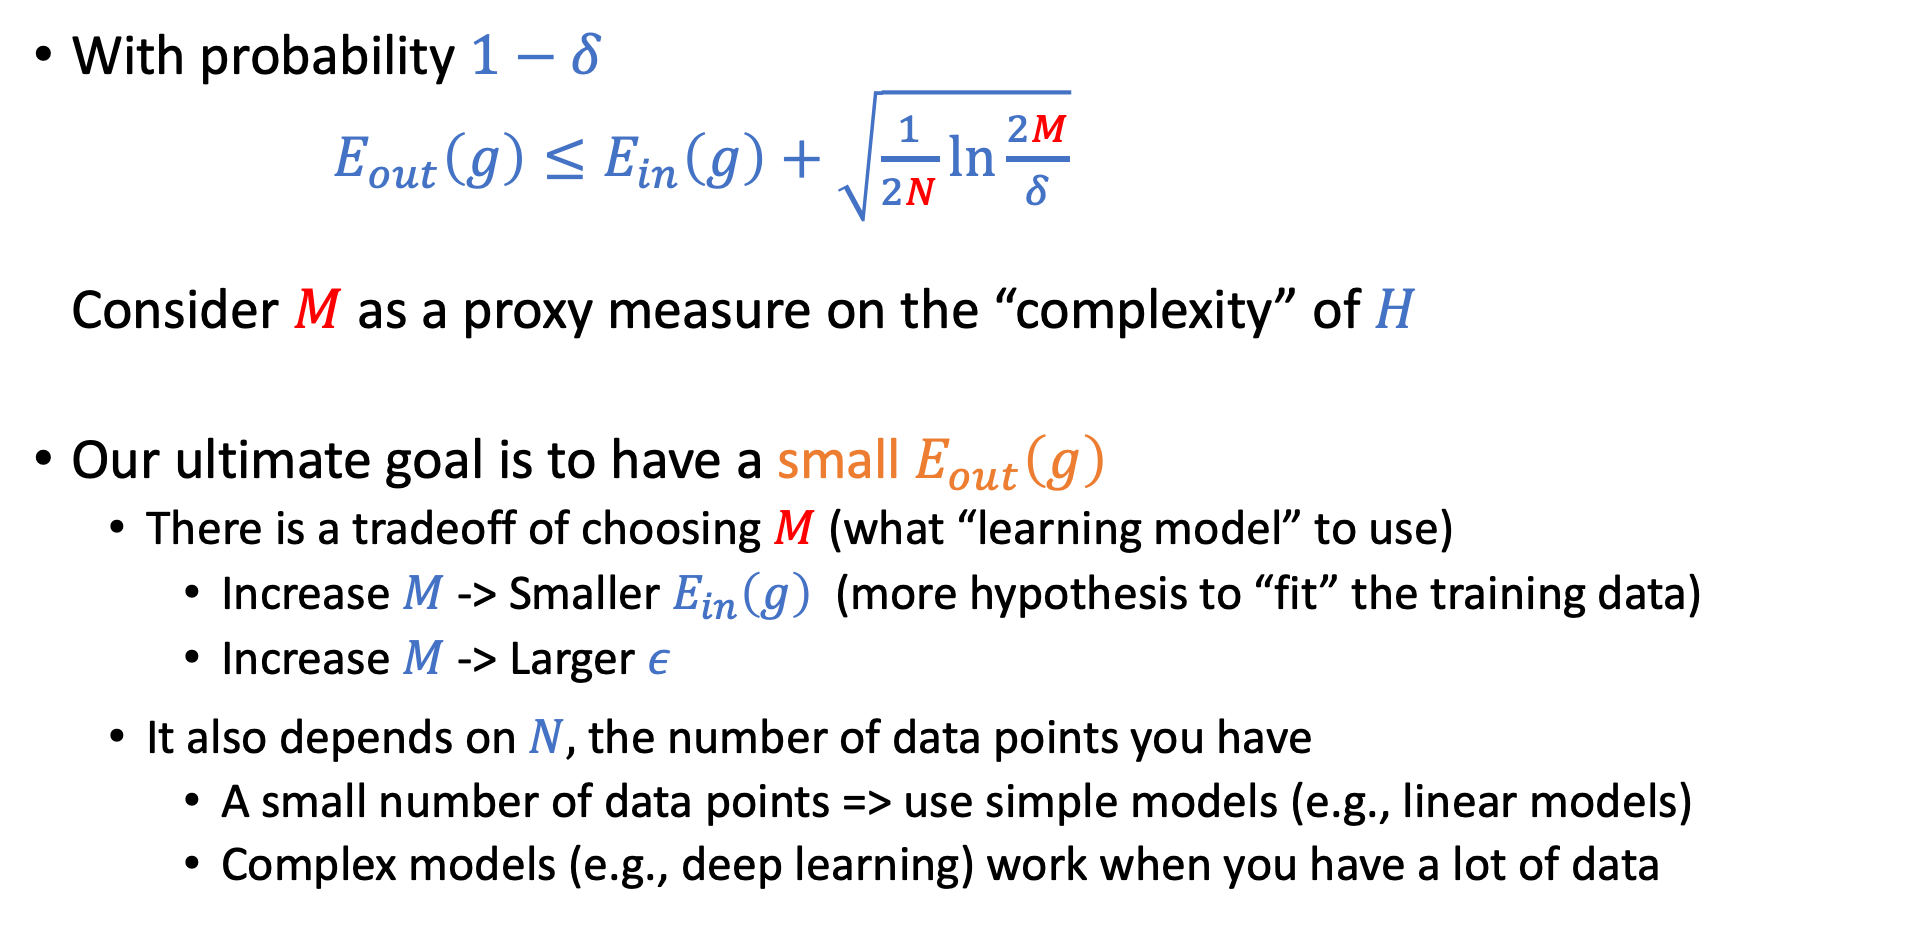 • With probability 1 − δ
E_out(g) ≤ E_in(g) + √(1/2N ln 2M/δ)
Consider M as a proxy measure on the “complexity” of H
• Our ultimate goal is to have a small E_out(g)
• There is a tradeoff of choosing M (what “learning model” to use)
• Increase M -> Smaller E_in(g) (more hypothesis to “fit” the training data)
• Increase M -> Larger ϵ
• It also depends on N, the number of data points you have
• A small number of data points => use simple models (e.g., linear models)
• Complex models (e.g., deep learning) work when you have a lot of data